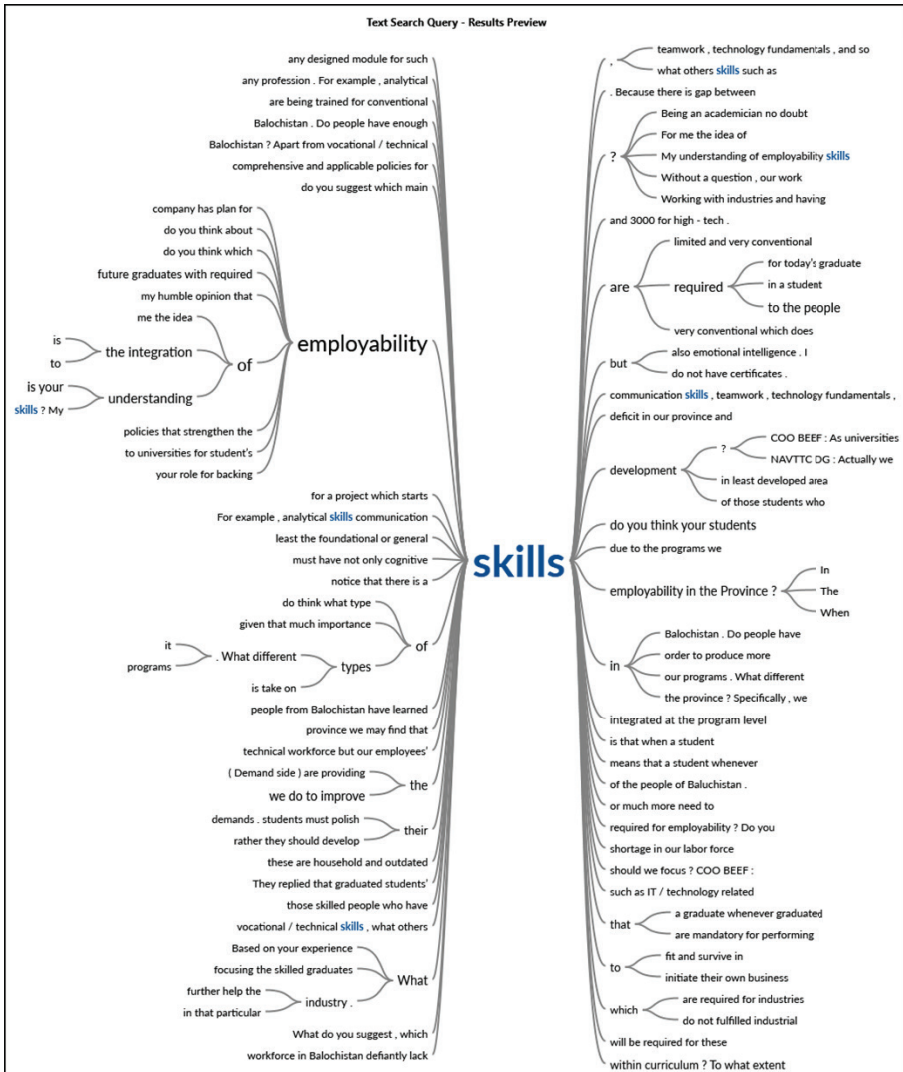 Text Search Query - Results Preview
any designed module for such
any profession . For example , analytical
are being trained for conventional
Balochistan . Do people have enough
Balochistan ? Apart from vocational / technical
comprehensive and applicable policies for
do you suggest which main
company has plan for
do you think about
do you think which
future graduates with required
my humble opinion that
me the idea
is
to
the integration
is your
skills ? My
understanding
of
policies that strengthen the
to universities for student's
your role for backing
employability
for a project which starts
For example , analytical skills communication
least the foundational or general
must have not only cognitive
notice that there is a
do think what type
given that much importance
it
programs
. What different
is take on
types
of
people from Balochistan have learned
province we may find that
technical workforce but our employees'
( Demand side ) are providing
we do to improve
the
demands . students must polish
rather they should develop
their
these are household and outdated
They replied that graduated students'
those skilled people who have
vocational / technical skills , what others
Based on your experience
focusing the skilled graduates
further help the
in that particular
industry .
What
What do you suggest , which
workforce in Balochistan defiantly lack
skills
,
teamwork , technology fundamentals , and so
what others skills such as
. Because there is gap between
?
Being an academician no doubt
For me the idea of
My understanding of employability skills
Without a question , our work
Working with industries and having
and 3000 for high - tech .
are
limited and very conventional
required
for today's graduate
in a student
to the people
very conventional which does
but
also emotional intelligence . I
do not have certificates .
communication skills , teamwork , technology fundamentals ,
deficit in our province and
development
?
COO BEEF : As universities
NAVTTC DG : Actually we
in least developed area
of those students who
do you think your students
due to the programs we
employability in the Province ?
In
The
When
in
Balochistan . Do people have
order to produce more
our programs . What different
the province ? Specifically , we
integrated at the program level
is that when a student
means that a student whenever
of the people of Baluchistan .
or much more need to
required for employability ? Do you
shortage in our labor force
should we focus ? COO BEEF :
such as IT / technology related
that
a graduate whenever graduated
are mandatory for performing
to
fit and survive in
initiate their own business
which
are required for industries
do not fulfilled industrial
will be required for these
within curriculum ? To what extent